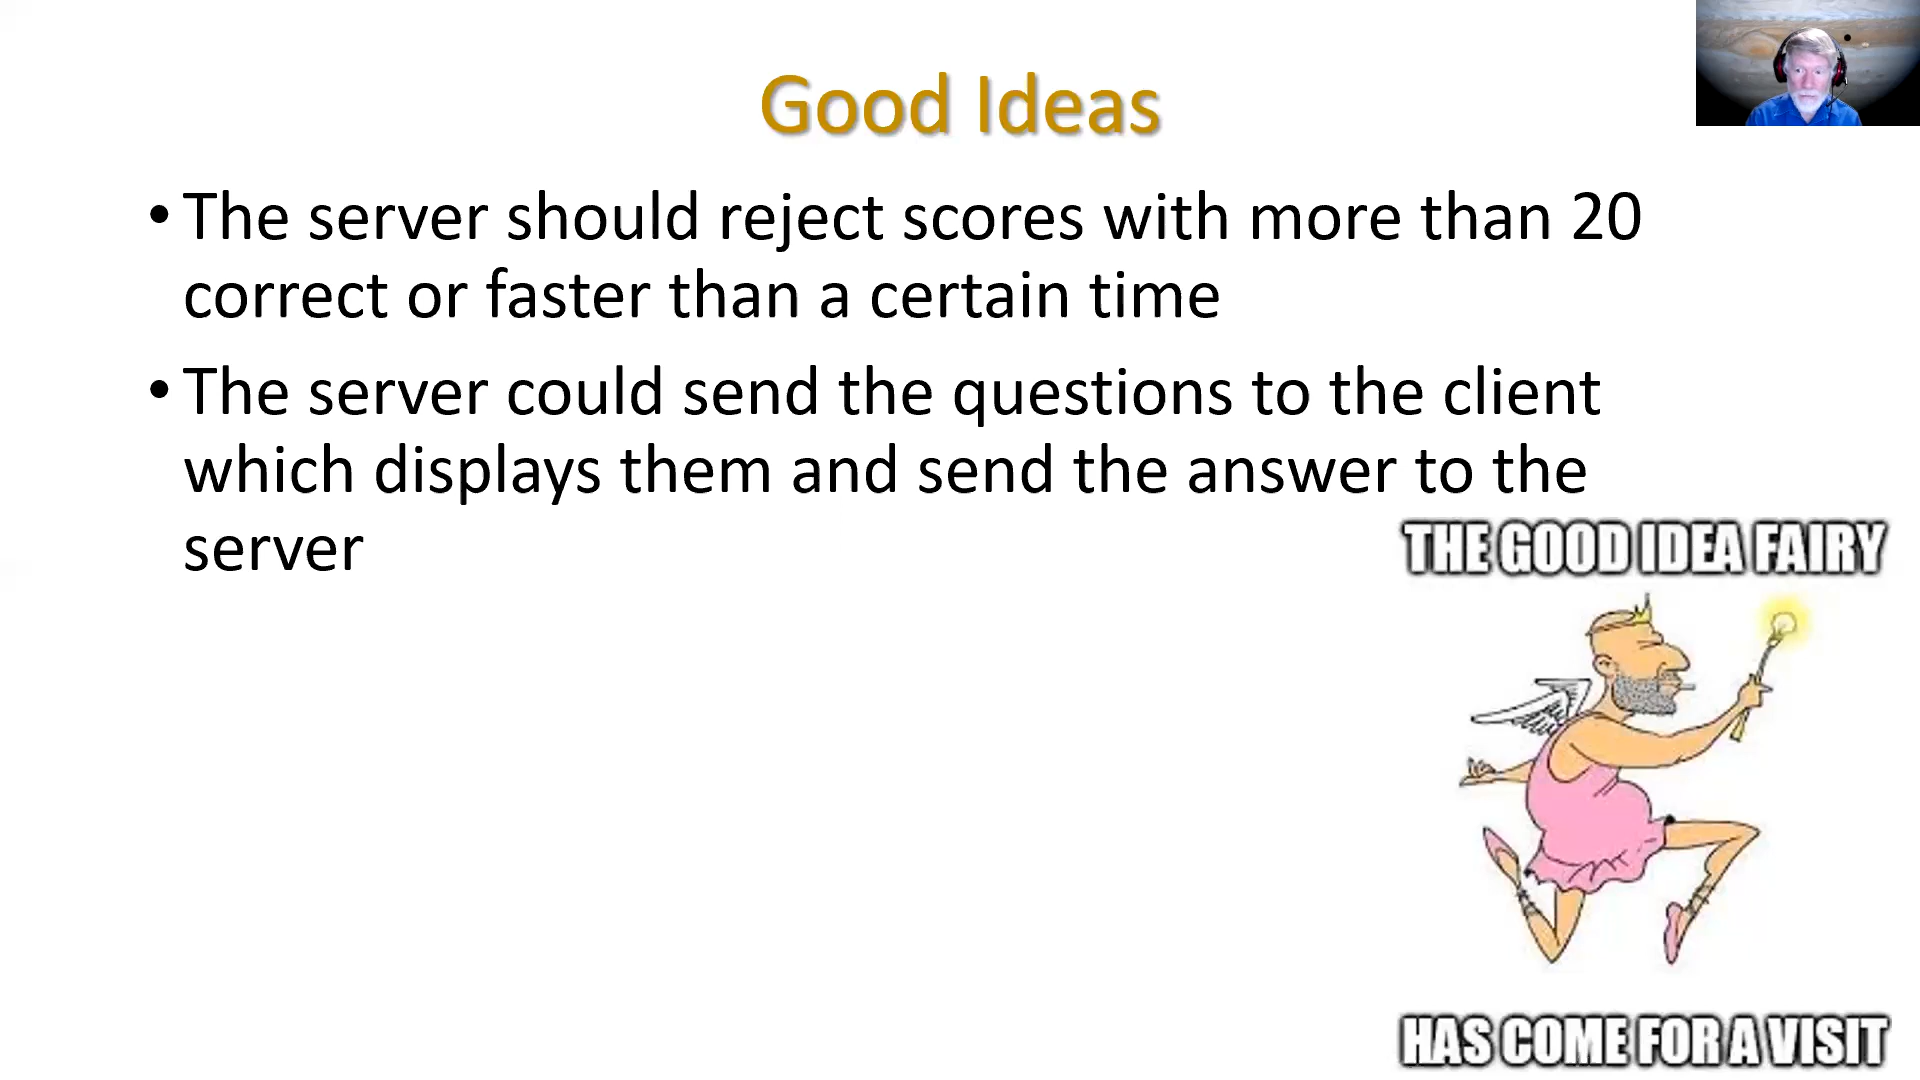 Good Ideas
• The server should reject scores with more than 20
correct or faster than a certain time
• The server could send the questions to the client
which displays them and send the answer to the
server
THE GOOD IDEA FAIRY
HAS COME FOR A VISIT